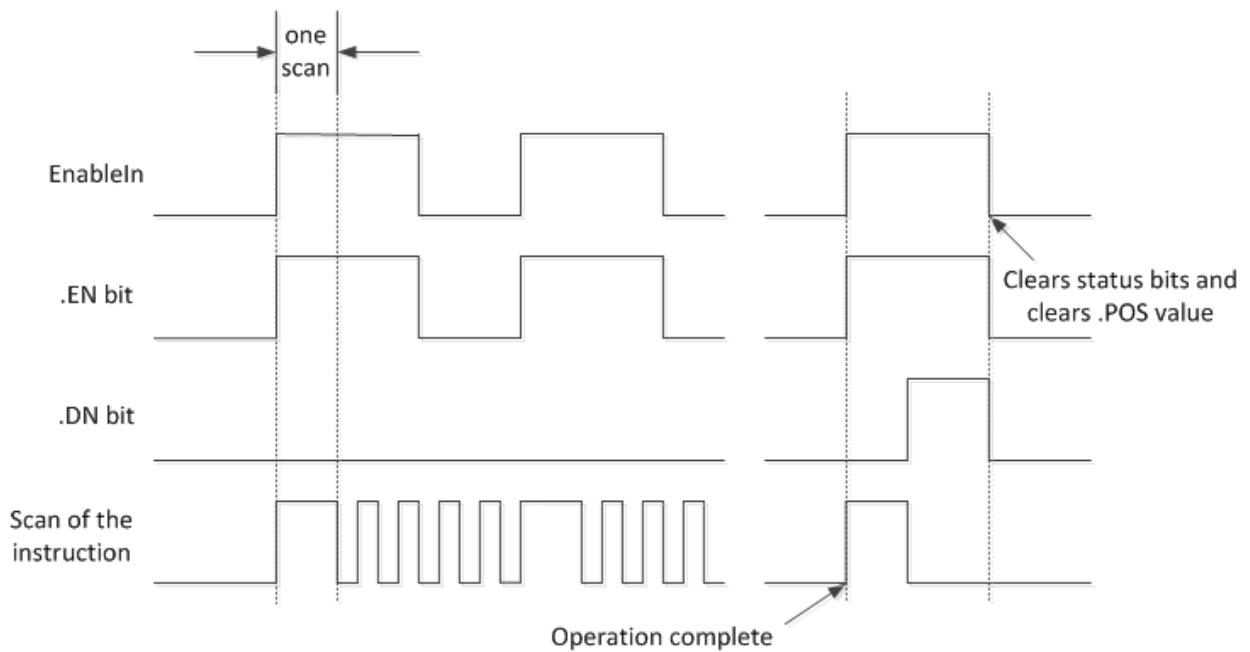 one
scan
EnableIn
.EN bit
Clears status bits and
clears .POS value
.DN bit
Scan of the
instruction
Operation complete